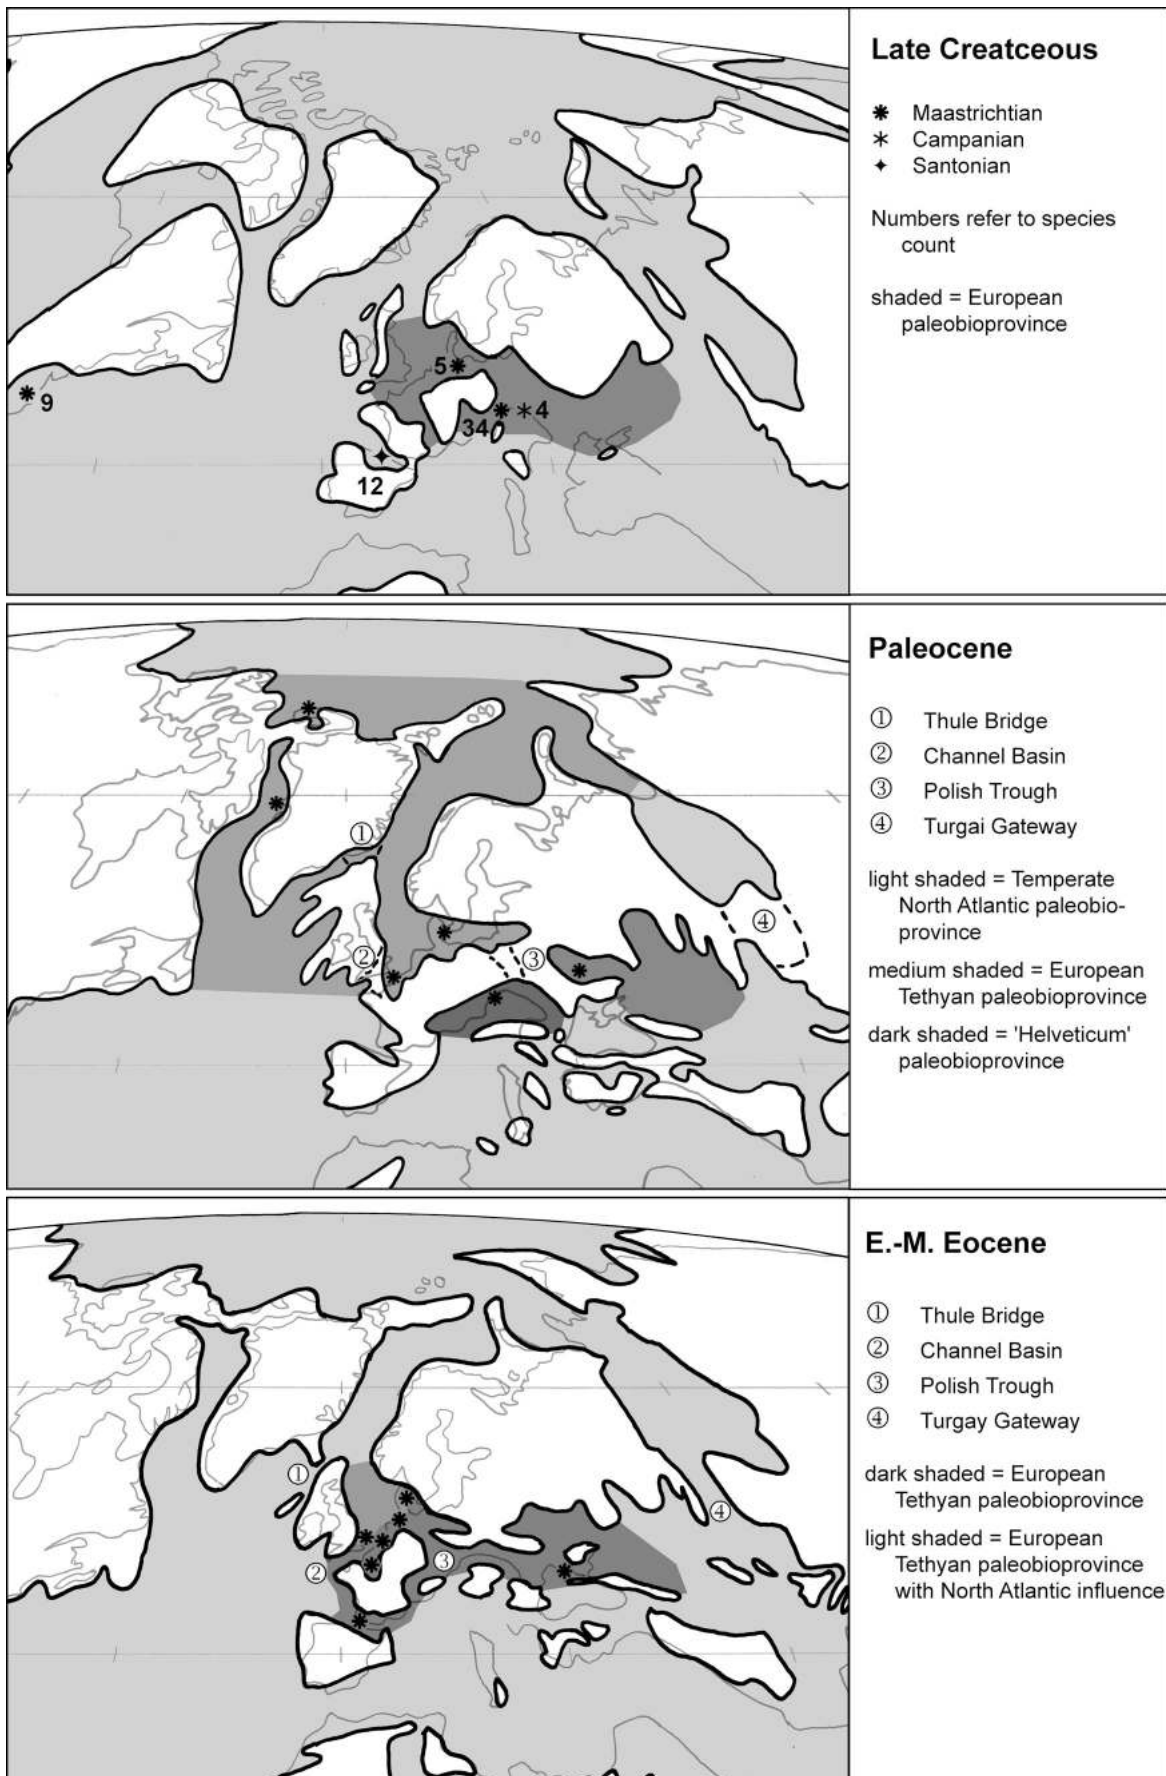 Late Creatceous
Maastrichtian
Campanian
Santonian
Numbers refer to species
count
shaded = European
paleobioprovince
5
9
4
34
12
Paleocene
① Thule Bridge
② Channel Basin
③ Polish Trough
④ Turgai Gateway
light shaded = Temperate
North Atlantic paleobio-
province
medium shaded = European
Tethyan paleobioprovince
dark shaded = 'Helveticum'
paleobioprovince
①
④
②
③
E.-M. Eocene
① Thule Bridge
② Channel Basin
③ Polish Trough
④ Turgay Gateway
dark shaded = European
Tethyan paleobioprovince
light shaded = European
Tethyan paleobioprovince
with North Atlantic influence
①
④
③
②